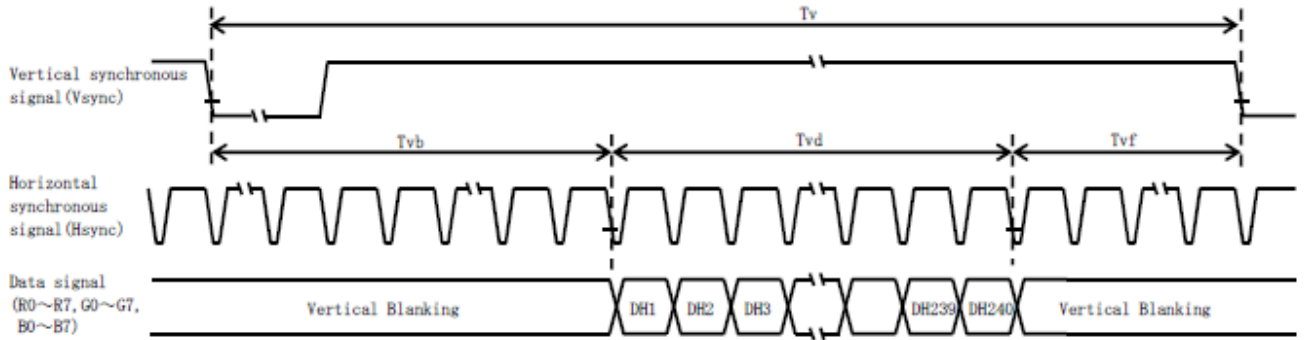 Tv
Vertical synchronous
signal(Vsync)
Tvb
Tvd
Tvf
Horizontal
synchronous
signal(Hsync)
Data signal
(R0～R7,G0～G7,
B0～B7)
Vertical Blanking
DH1
DH2
DH3
DH239
DH240
Vertical Blanking